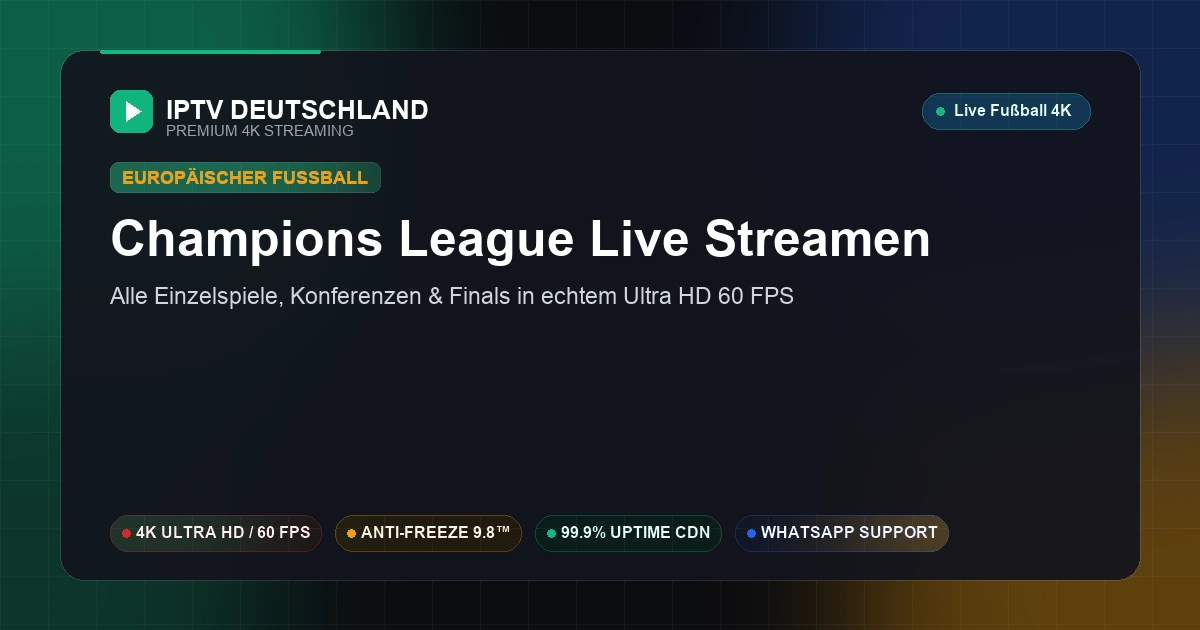 IPTV DEUTSCHLAND
PREMIUM 4K STREAMING
Live Fußball 4K
EUROPÄISCHER FUSSBALL
Champions League Live Streamen
Alle Einzelspiele, Konferenzen & Finals in echtem Ultra HD 60 FPS
4K ULTRA HD / 60 FPS
ANTI-FREEZE 9.8™
99.9% UPTIME CDN
WHATSAPP SUPPORT